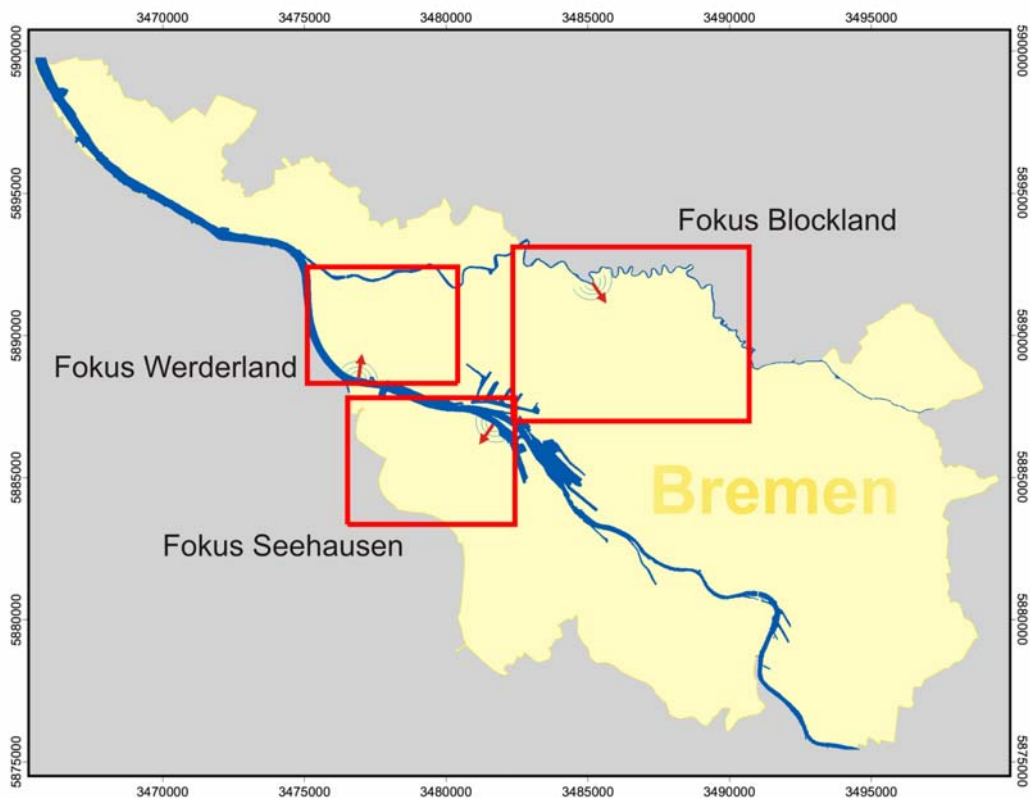 3470000 3475000 3480000 3485000 3490000 3495000
5900000 5900000
5895000 5895000
Fokus Blockland
5890000 5890000
Fokus Werderland
5885000 5885000
Bremen
Fokus Seehausen
5880000 5880000
5875000 5875000
3470000 3475000 3480000 3485000 3490000 3495000